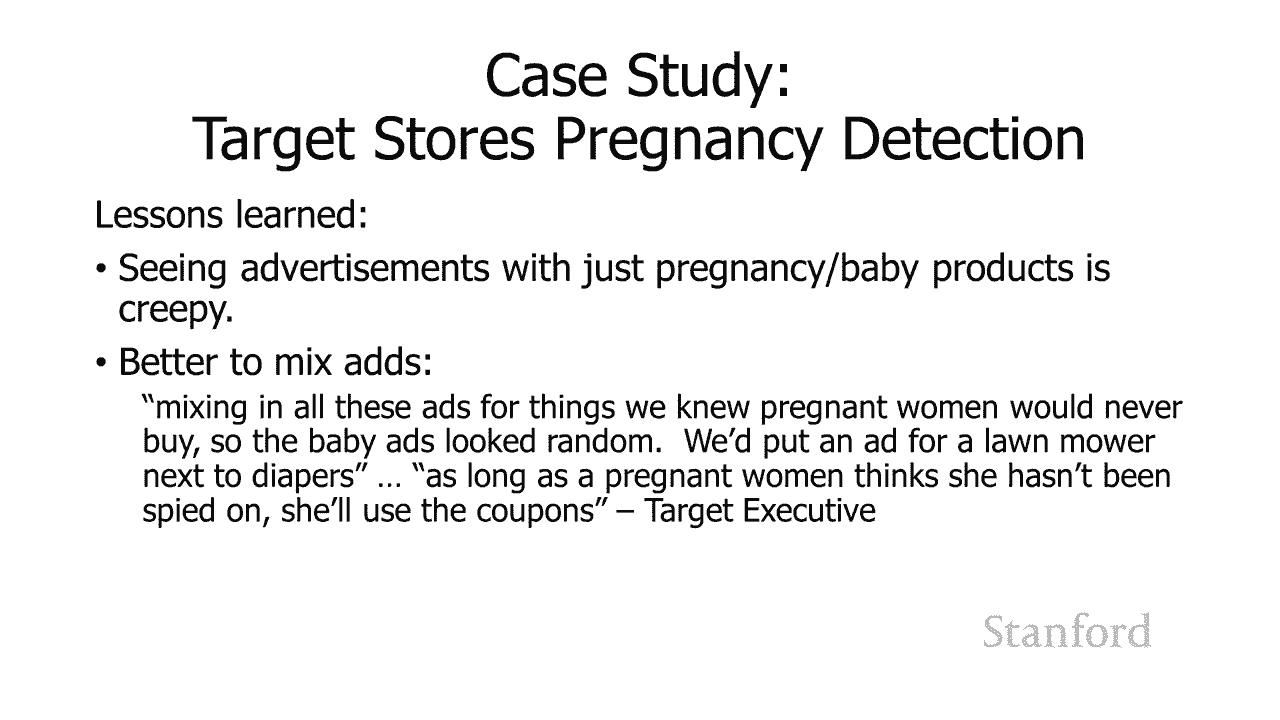 Case Study:
Target Stores Pregnancy Detection
Lessons learned:
• Seeing advertisements with just pregnancy/baby products is
creepy.
• Better to mix adds:
“mixing in all these ads for things we knew pregnant women would never
buy, so the baby ads looked random.  We’d put an ad for a lawn mower
next to diapers” … “as long as a pregnant women thinks she hasn’t been
spied on, she’ll use the coupons” – Target Executive
Stanford